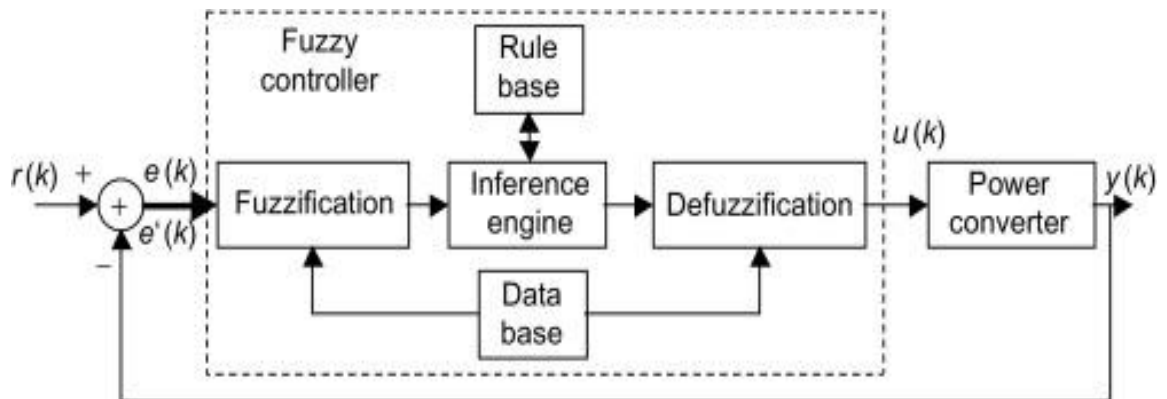 Fuzzy
controller
Rule
base
r(k)
+
+
−
e(k)
e'(k)
Fuzzification
Inference
engine
Defuzzification
u(k)
Power
converter
y(k)
Data
base